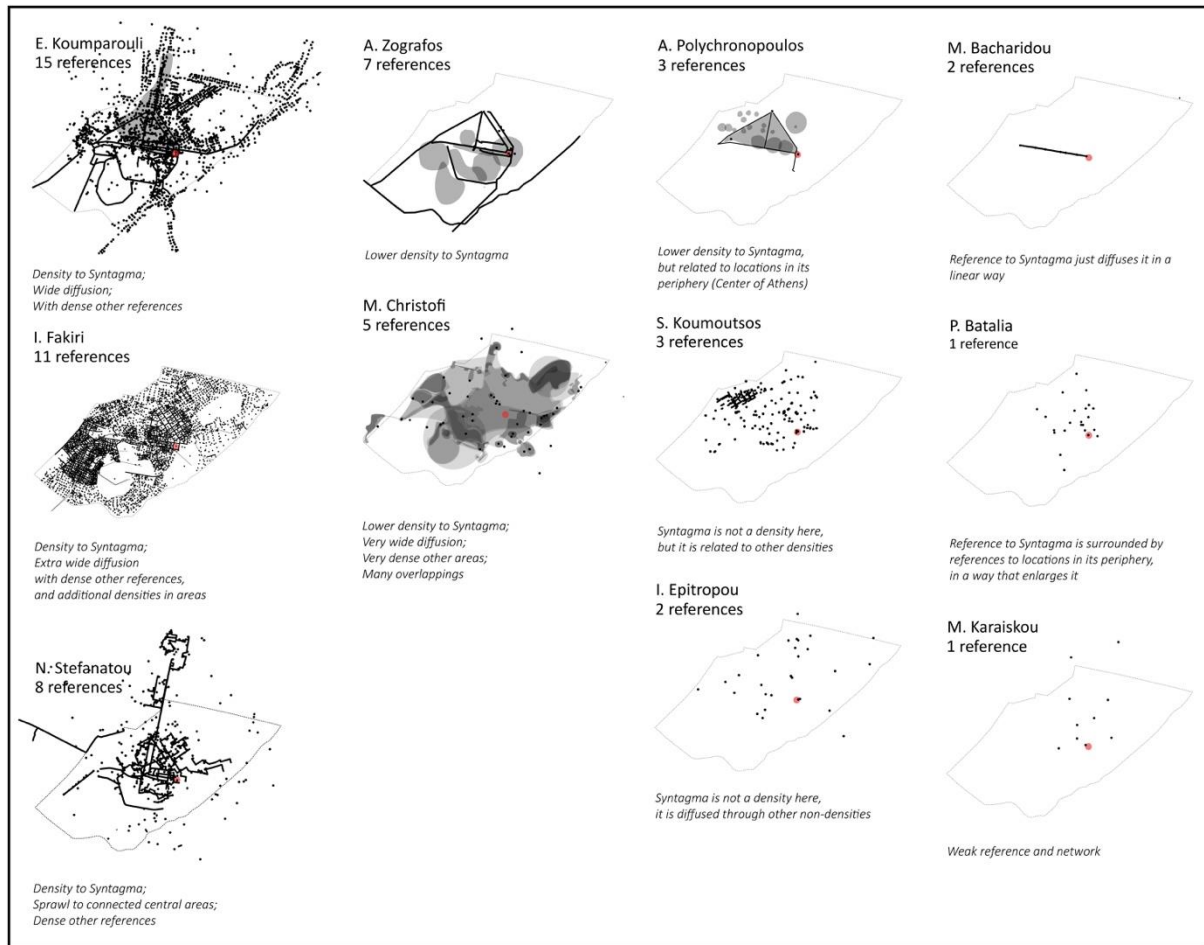 E. Koumparouli
15 references
Density to Syntagma;
Wide diffusion;
With dense other references
I. Fakiri
11 references
Density to Syntagma;
Extra wide diffusion
with dense other references,
and additional densities in areas
N. Stefanatou
8 references
Density to Syntagma;
Sprawl to connected central areas;
Dense other references
A. Zografos
7 references
Lower density to Syntagma
M. Christofi
5 references
Lower density to Syntagma;
Very wide diffusion;
Very dense other areas;
Many overlappings
A. Polychronopoulos
3 references
Lower density to Syntagma,
but related to locations in its
periphery (Center of Athens)
S. Koumoutsos
3 references
Syntagma is not a density here,
but it is related to other densities
I. Epitropou
2 references
Syntagma is not a density here,
it is diffused through other non-densities
M. Bacharidou
2 references
Reference to Syntagma just diffuses it in a
linear way
P. Batalia
1 reference
Reference to Syntagma is surrounded by
references to locations in its periphery,
in a way that enlarges it
M. Karaiskou
1 reference
Weak reference and network